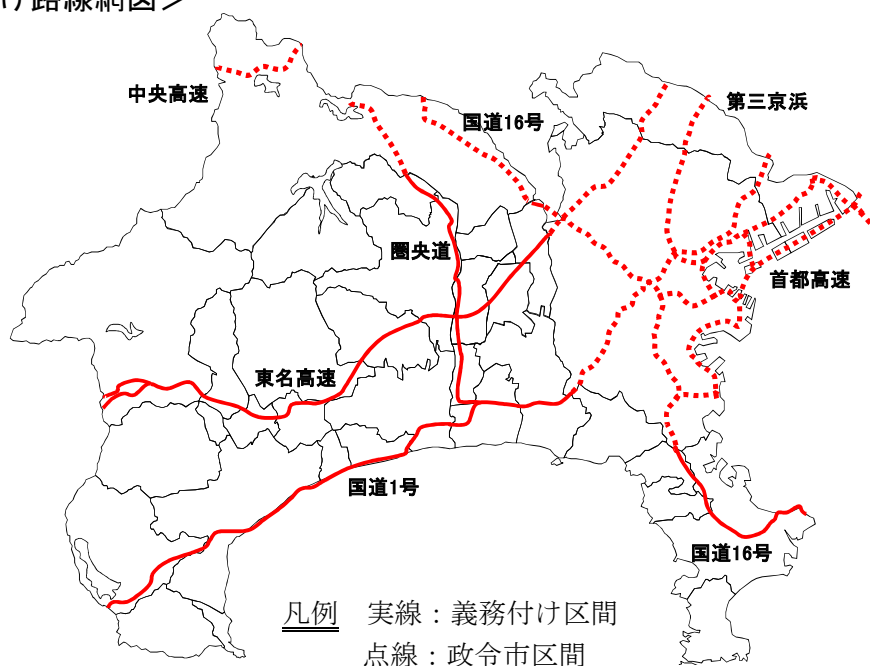 け路線網図＞
中央高速
国道16号
第三京浜
圏央道
首都高速
東名高速
国道1号
国道16号
凡例　実線：義務付け区間
点線：政令市区間